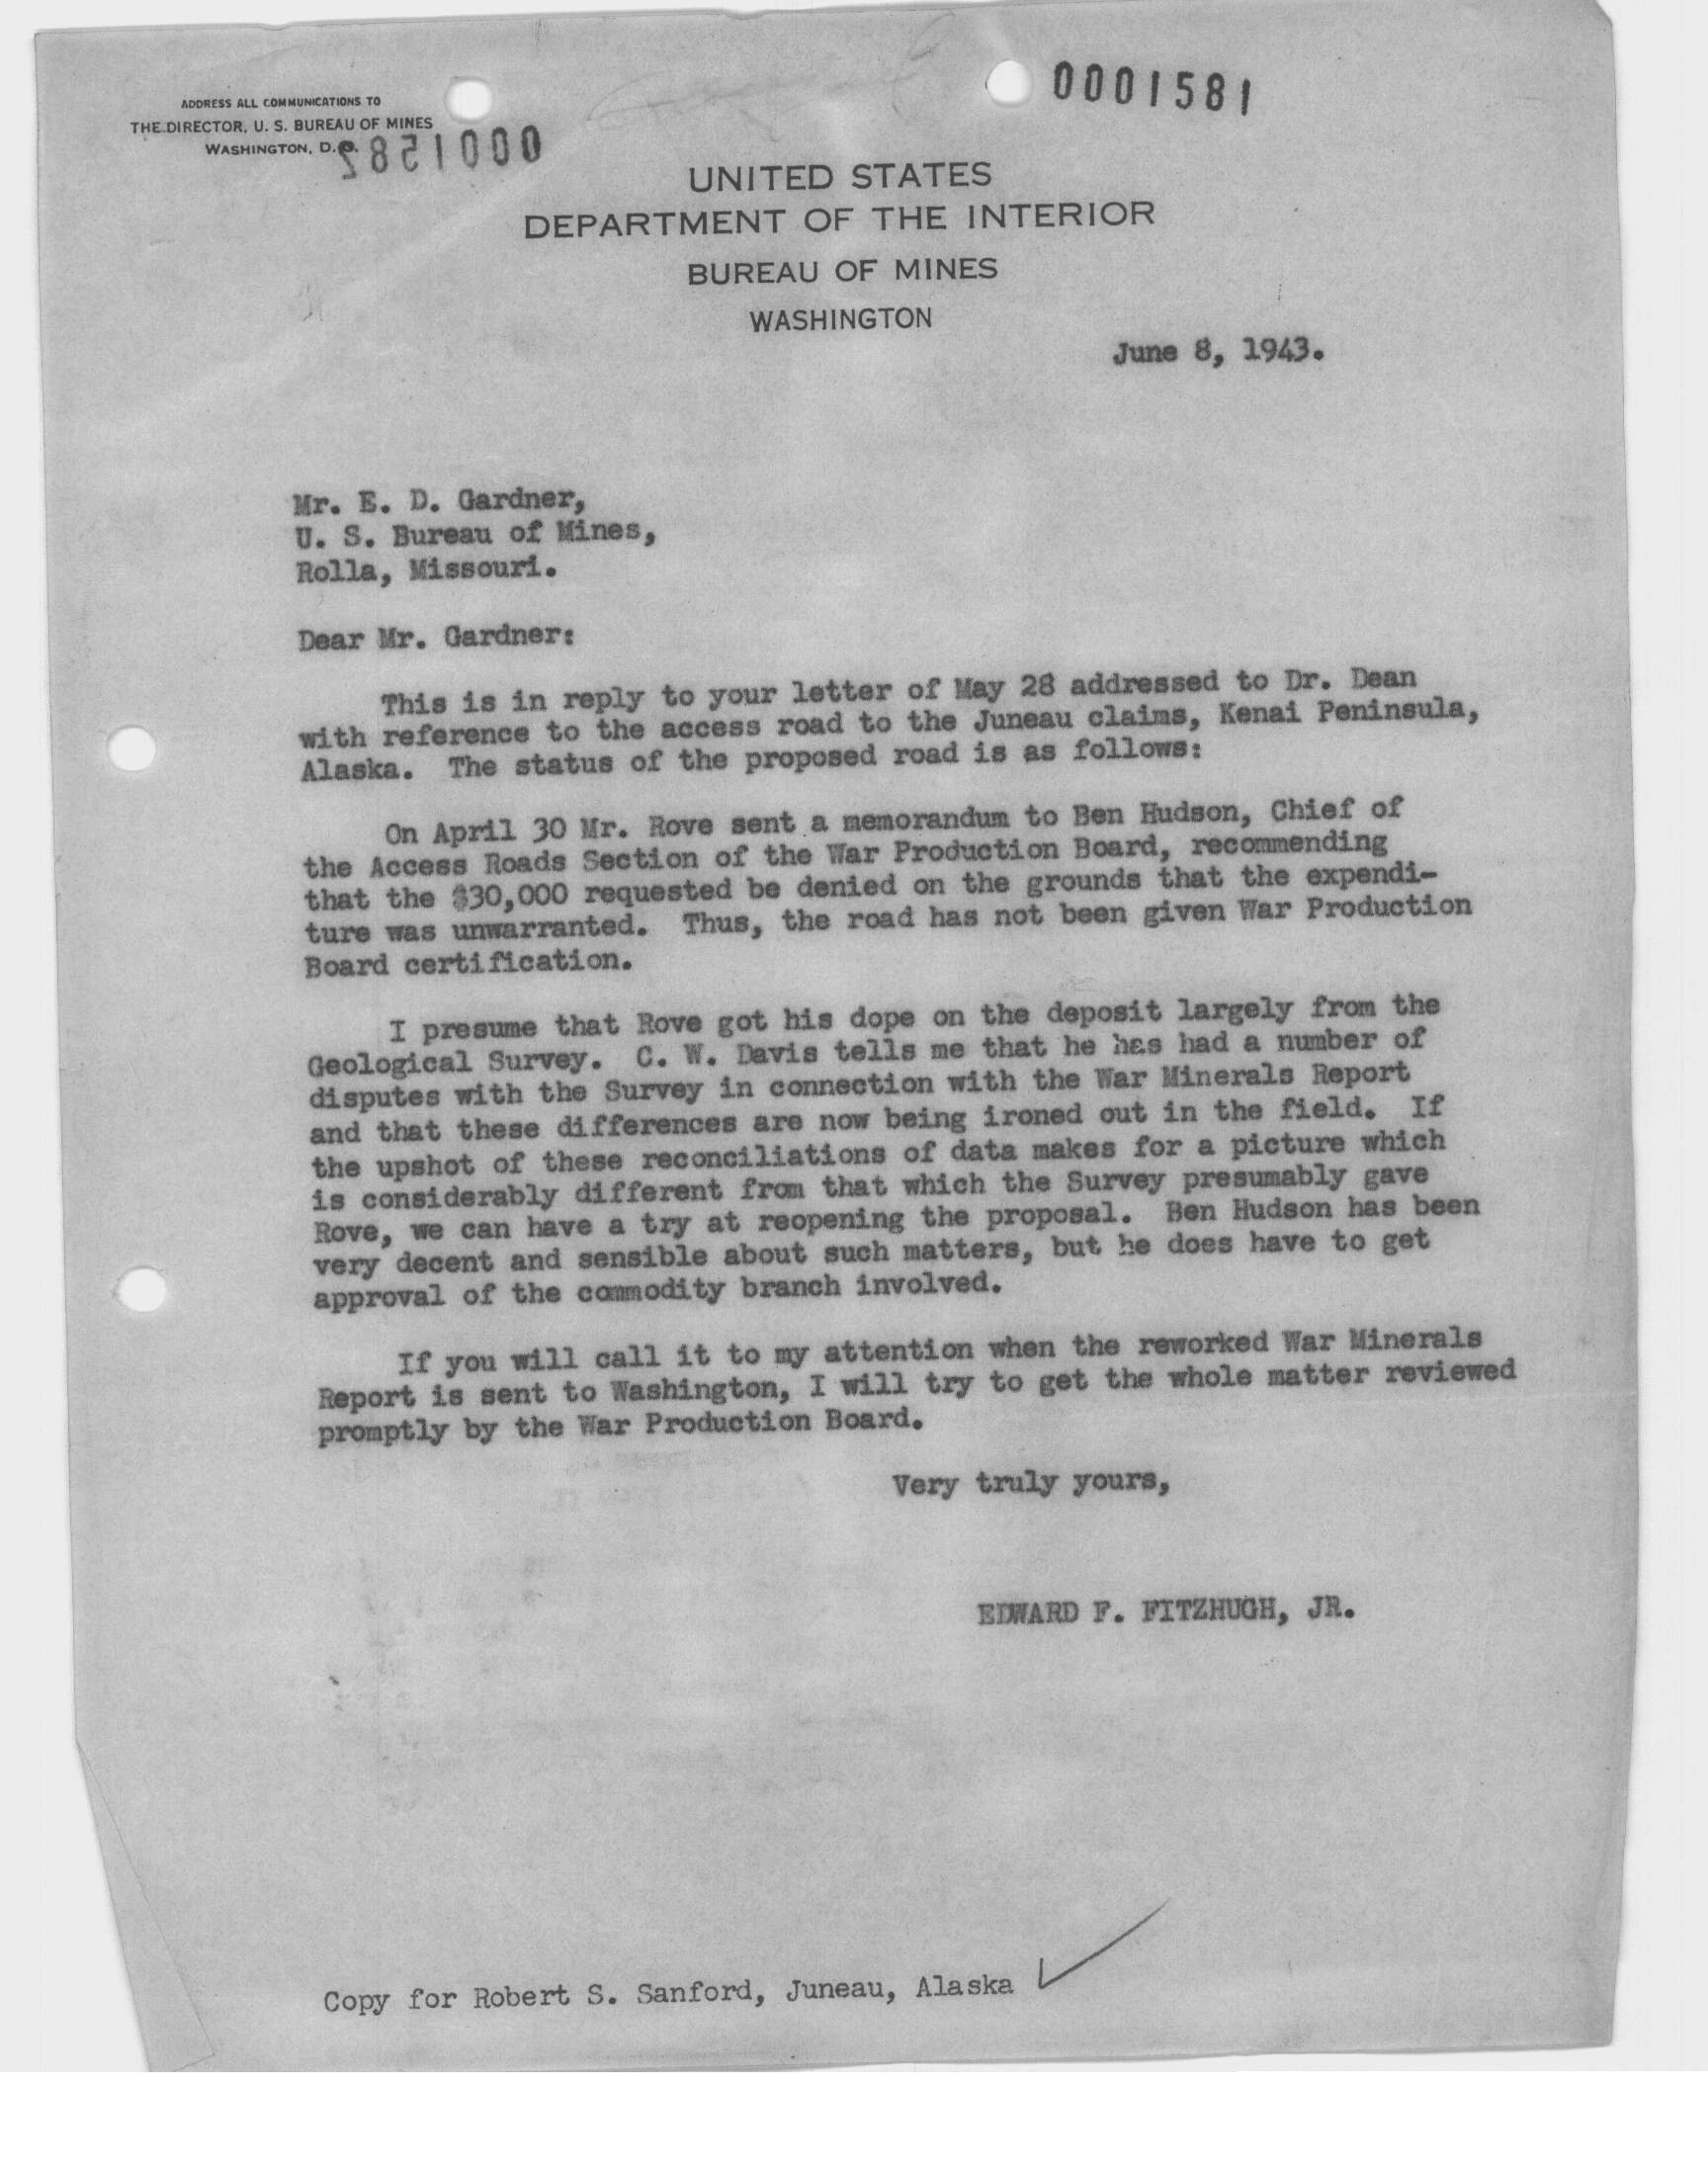 0001581
ADDRESS ALL COMMUNICATIONS TO
THE DIRECTOR, U. S. BUREAU OF MINES
WASHINGTON, D. C.
0001582
UNITED STATES
DEPARTMENT OF THE INTERIOR
BUREAU OF MINES
WASHINGTON
June 8, 1943.
Mr. E. D. Gardner,
U. S. Bureau of Mines,
Rolla, Missouri.
Dear Mr. Gardner:
This is in reply to your letter of May 28 addressed to Dr. Dean
with reference to the access road to the Juneau claims, Kenai Peninsula,
Alaska. The status of the proposed road is as follows:
On April 30 Mr. Rove sent a memorandum to Ben Hudson, Chief of
the Access Roads Section of the War Production Board, recommending
that the $30,000 requested be denied on the grounds that the expendi-
ture was unwarranted. Thus, the road has not been given War Production
Board certification.
I presume that Rove got his dope on the deposit largely from the
Geological Survey. C. W. Davis tells me that he has had a number of
disputes with the Survey in connection with the War Minerals Report
and that these differences are now being ironed out in the field. If
the upshot of these reconciliations of data makes for a picture which
is considerably different from that which the Survey presumably gave
Rove, we can have a try at reopening the proposal. Ben Hudson has been
very decent and sensible about such matters, but he does have to get
approval of the commodity branch involved.
If you will call it to my attention when the reworked War Minerals
Report is sent to Washington, I will try to get the whole matter reviewed
promptly by the War Production Board.
Very truly yours,
EDWARD F. FITZHUGH, JR.
Copy for Robert S. Sanford, Juneau, Alaska